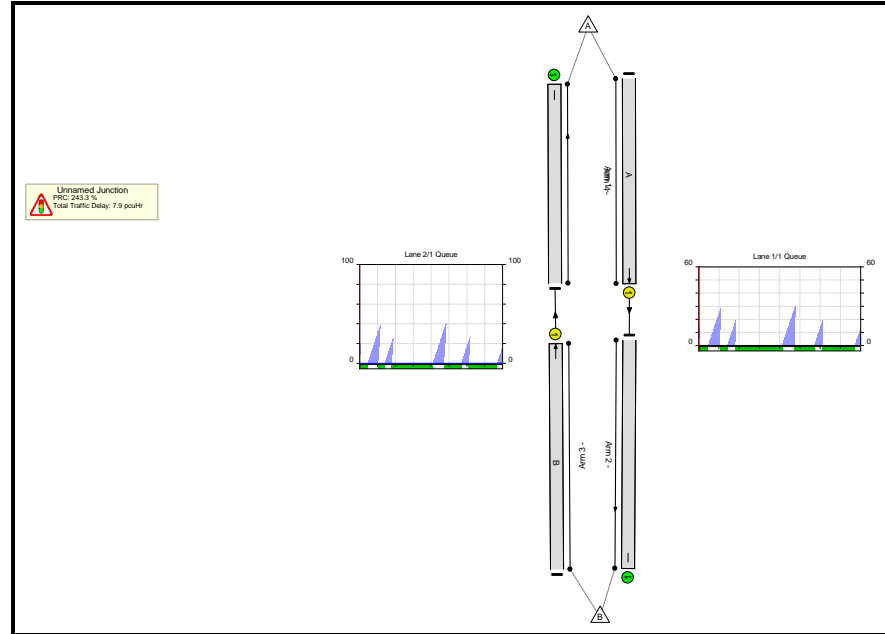 A
Unnamed Junction
PRC: 243.3 %
Total Traffic Delay: 7.9 pcuHr
A
Lane 2/1 Queue
100
100
0
0
Lane 1/1 Queue
60
60
0
0
B
Arm 3 -
Arm 2 -
B